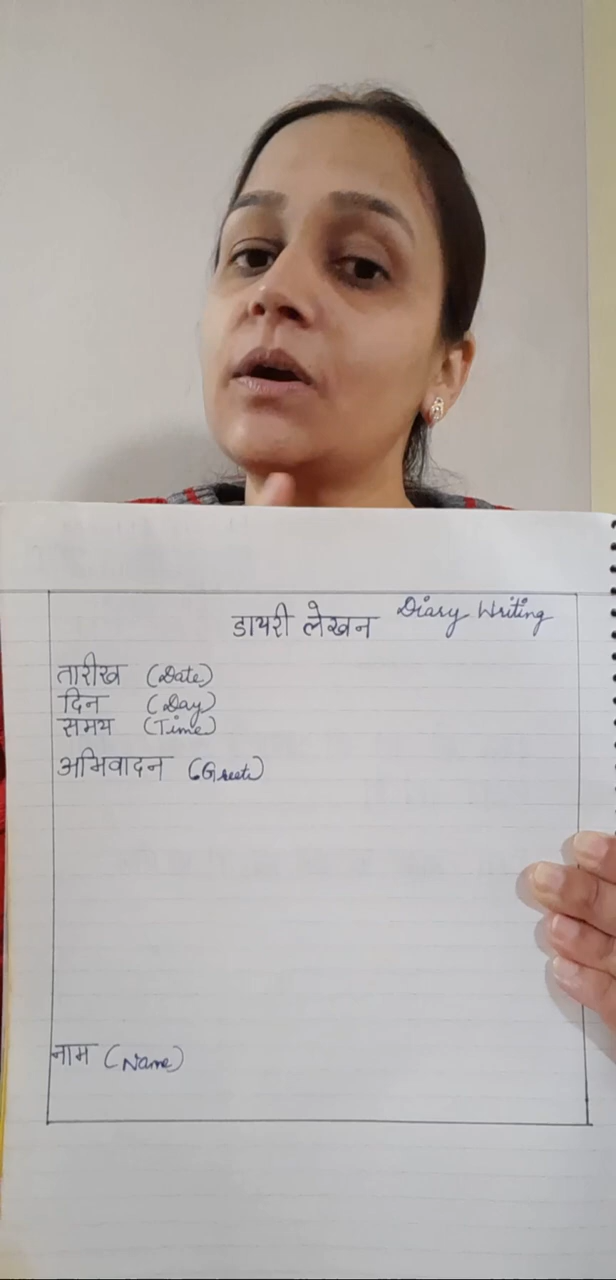 डायरी लेखन Diary Writing
तारीख (Date)
दिन (Day)
समय (Time)
अभिवादन (Greet)
नाम (Name)